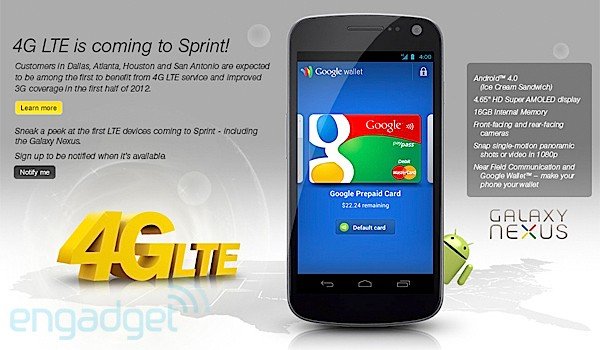 4G LTE is coming to Sprint!
Customers in Dallas, Atlanta, Houston and San Antonio are expected
to be among the first to benefit from 4G LTE service and improved
3G coverage in the first half of 2012.
Learn more
Sneak a peek at the first LTE devices coming to Sprint - including
the Galaxy Nexus.
Sign up to be notified when it's available.
Notify me
4G LTE
engadget
4:00
Google wallet
Google
paypass
Debit
MasterCard
Google Prepaid Card
$22.24 remaining
Default card
Android™ 4.0
(Ice Cream Sandwich)
4.65" HD Super AMOLED display
16GB Internal Memory
Front-facing and rear-facing
cameras
Snap single-motion panoramic
shots or video in 1080p
Near Field Communication and
Google Wallet™ – make your
phone your wallet
GALAXY
NEXUS